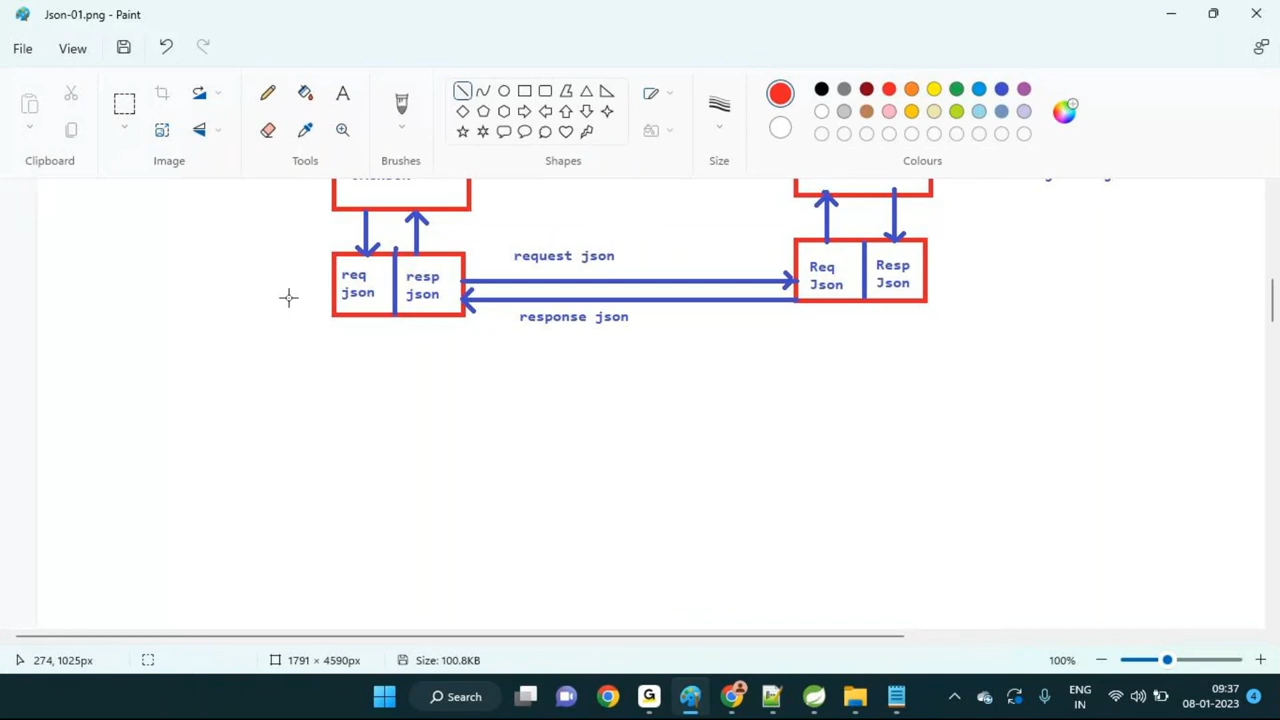 Json-01.png - Paint
File
View
Clipboard
Image
Tools
Brushes
Shapes
Size
Colours
request json
req
json
resp
json
Req
Json
Resp
Json
response json
274, 1025px
1791 × 4590px
Size: 100.8KB
100%
Search
ENG
IN
09:37
08-01-2023
4